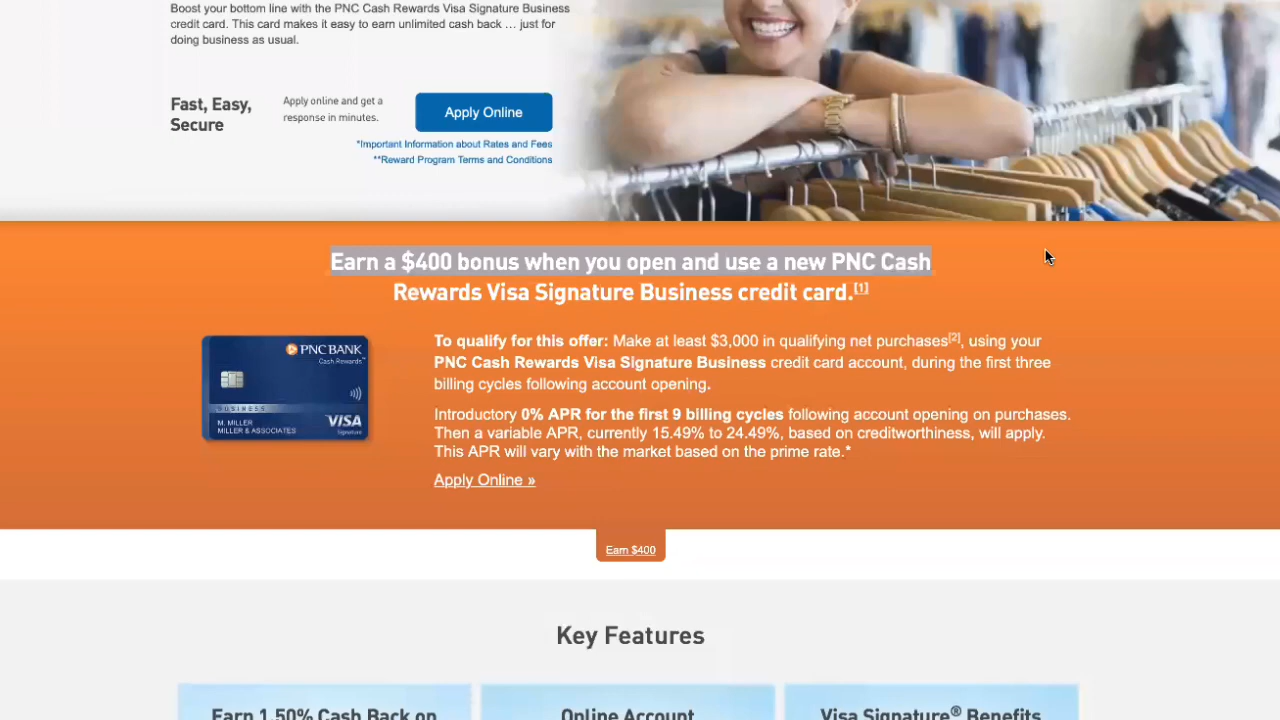 Boost your bottom line with the PNC Cash Rewards Visa Signature Business
credit card. This card makes it easy to earn unlimited cash back … just for
doing business as usual.
Fast, Easy,
Secure
Apply online and get a
response in minutes.
Apply Online
*Important Information about Rates and Fees
**Reward Program Terms and Conditions
Earn a $400 bonus when you open and use a new PNC Cash
Rewards Visa Signature Business credit card.[1]
PNC BANK
Cash Rewards™
BUSINESS
M. MILLER
MILLER & ASSOCIATES
VISA
Signature
To qualify for this offer: Make at least $3,000 in qualifying net purchases[2], using your
PNC Cash Rewards Visa Signature Business credit card account, during the first three
billing cycles following account opening.
Introductory 0% APR for the first 9 billing cycles following account opening on purchases.
Then a variable APR, currently 15.49% to 24.49%, based on creditworthiness, will apply.
This APR will vary with the market based on the prime rate.*
Apply Online »
Earn $400
Key Features
Earn 1.50% Cash Back on
Online Account
Visa Signature® Benefits